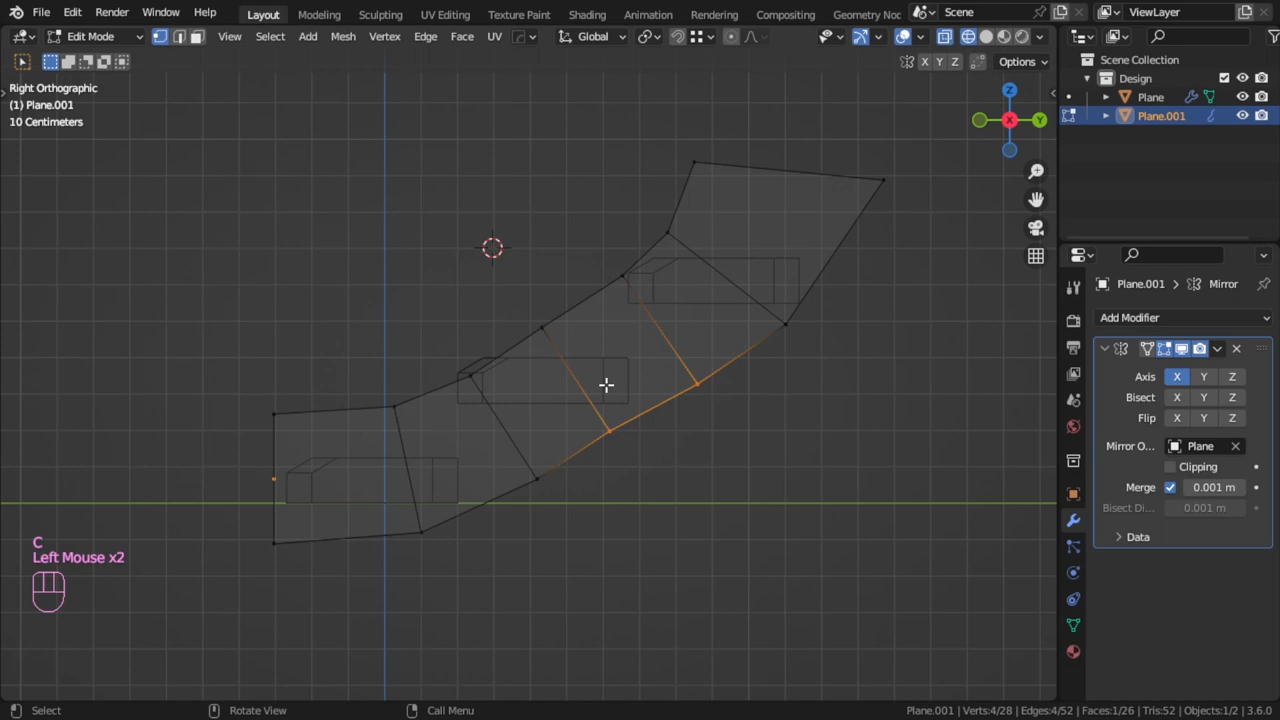 File Edit Render Window Help Layout Modeling Sculpting UV Editing Texture Paint Shading Animation Rendering Compositing Geometry Noc Scene ViewLayer
Edit Mode View Select Add Mesh Vertex Edge Face UV Global
X Y Z Options
Right Orthographic
(1) Plane.001
10 Centimeters
Z
X
Y
Scene Collection
Design
Plane
Plane.001
Plane.001 > Mirror
Add Modifier
Axis X Y Z
Bisect X Y Z
Flip X Y Z
Mirror O... Plane
Clipping
Merge 0.001 m
Bisect Di... 0.001 m
Data
C
Left Mouse x2
Select Rotate View Call Menu Plane.001 | Verts:4/28 | Edges:4/52 | Faces:1/26 | Tris:52 | Objects:1/2 | 3.6.0